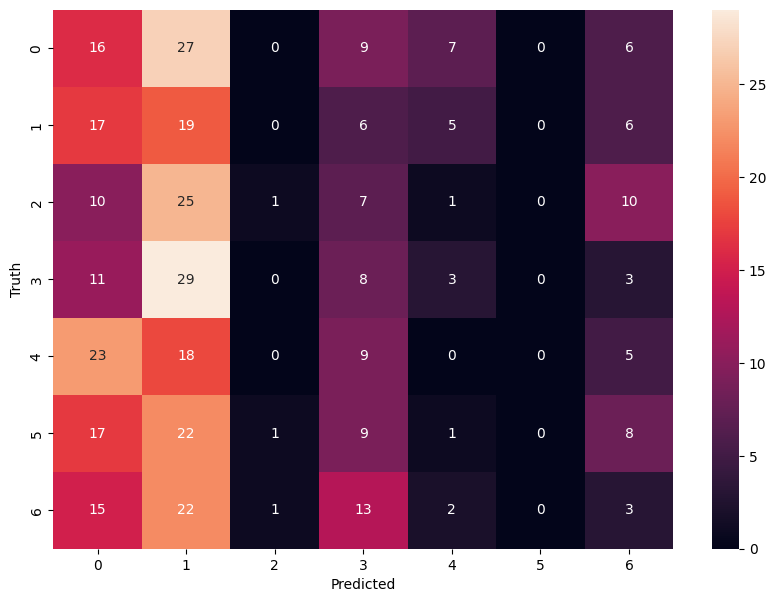 0 16 27 0 9 7 0 6
1 17 19 0 6 5 0 6
2 10 25 1 7 1 0 10
3 11 29 0 8 3 0 3
4 23 18 0 9 0 0 5
5 17 22 1 9 1 0 8
6 15 22 1 13 2 0 3
0 1 2 3 4 5 6
Predicted
Truth
25
20
15
10
5
0